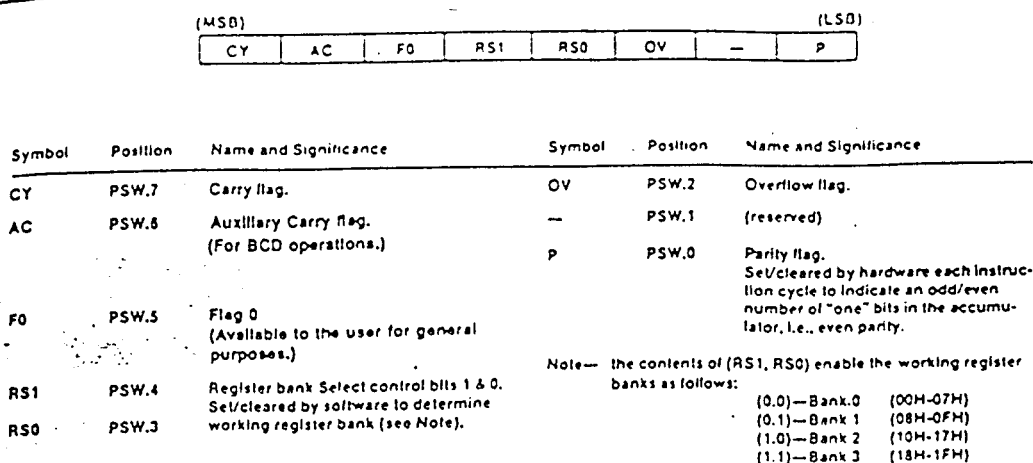 (MSB) (LSB)
CY AC F0 RS1 RS0 OV — P
Symbol Position Name and Significance
CY PSW.7 Carry flag.
AC PSW.6 Auxiliary Carry flag.
(For BCD operations.)
F0 PSW.5 Flag 0
(Available to the user for general
purposes.)
RS1 PSW.4 Register bank Select control bits 1 & 0.
Set/cleared by software to determine
RS0 PSW.3 working register bank (see Note).
Symbol Position Name and Significance
OV PSW.2 Overflow flag.
— PSW.1 (reserved)
P PSW.0 Parity flag.
Set/cleared by hardware each instruc-
tion cycle to indicate an odd/even
number of "one" bits in the accumu-
lator, i.e., even parity.
Note— the contents of (RS1, RS0) enable the working register
banks as follows:
(0.0)—Bank.0 (00H-07H)
(0.1)—Bank 1 (08H-0FH)
(1.0)—Bank 2 (10H-17H)
(1.1)—Bank 3 (18H-1FH)